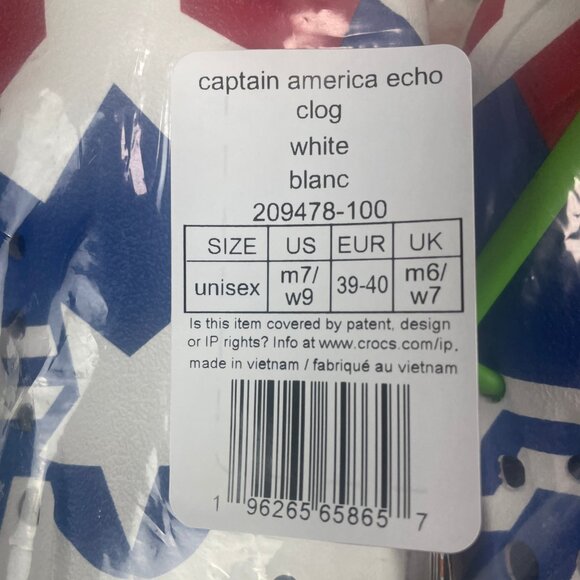 captain america echo
clog
white
blanc
209478-100
SIZE US EUR UK
unisex m7/ w9 39-40 m6/ w7
Is this item covered by patent, design
or IP rights? Info at www.crocs.com/ip.
made in vietnam / fabriqué au vietnam
1 96265 65865 7